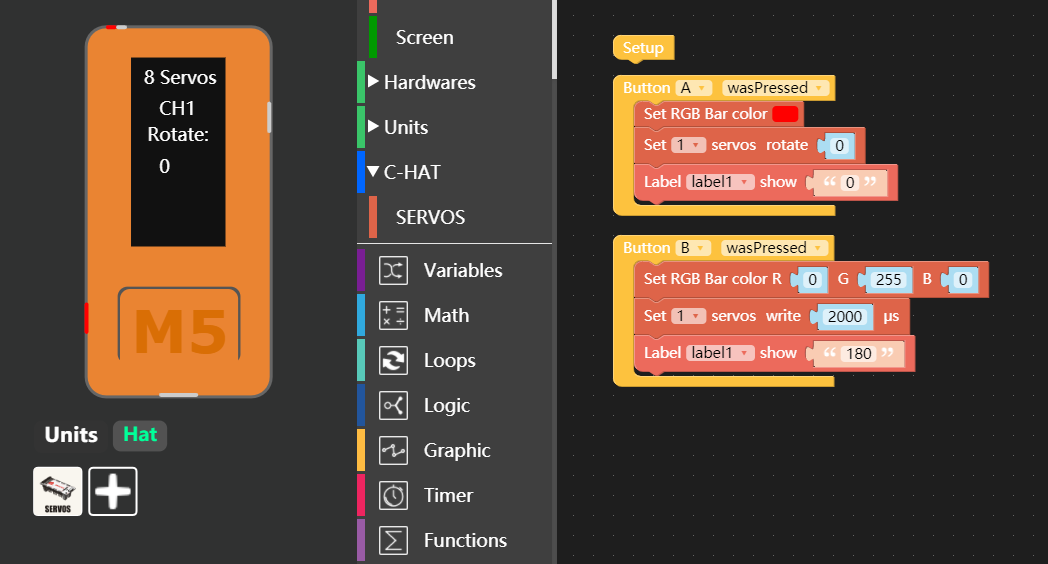 8 Servos
CH1
Rotate:
0
M5
Units Hat
SERVOS
Screen
Hardwares
Units
C-HAT
SERVOS
Variables
Math
Loops
Logic
Graphic
Timer
Functions
Setup
Button A wasPressed
Set RGB Bar color
Set 1 servos rotate 0
Label label1 show “ 0 ”
Button B wasPressed
Set RGB Bar color R 0 G 255 B 0
Set 1 servos write 2000 μs
Label label1 show “ 180 ”